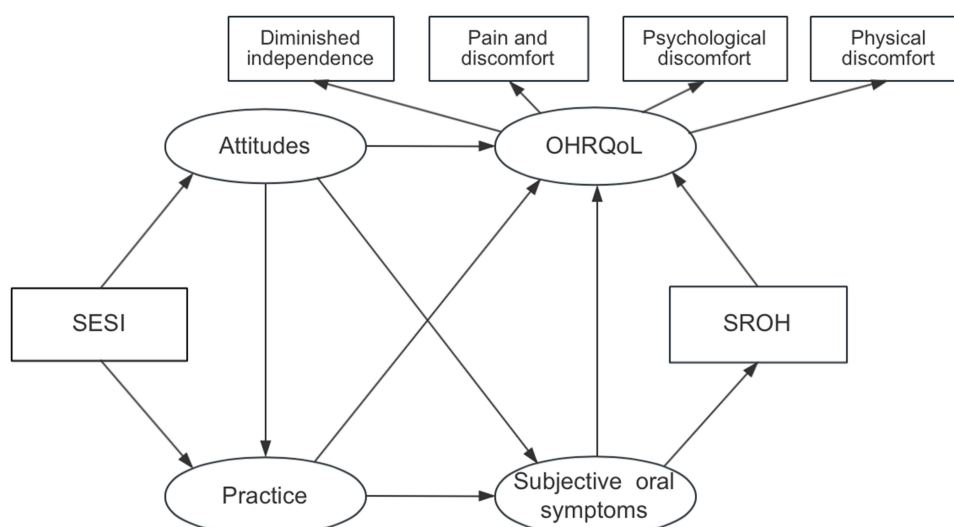 Diminished
independence
Pain and
discomfort
Psychological
discomfort
Physical
discomfort
Attitudes
OHRQoL
SESI
SROH
Practice
Subjective oral
symptoms